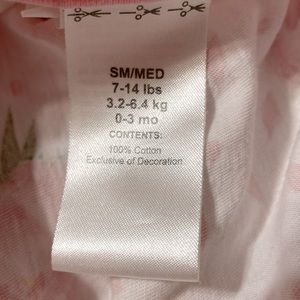 SM/MED
7-14 lbs
3.2-6.4 kg
0-3 mo
CONTENTS:
100% Cotton
Exclusive of Decoration